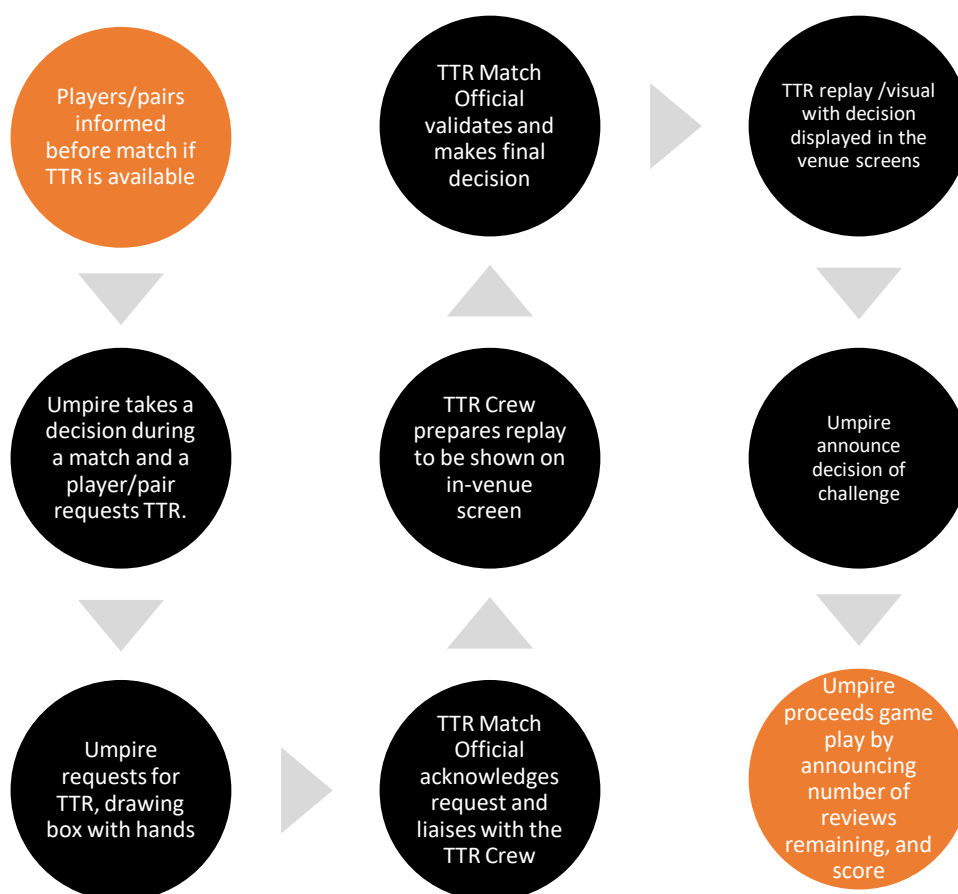 Players/pairs
informed
before match if
TTR is available
Umpire takes a
decision during
a match and a
player/pair
requests TTR.
Umpire
requests for
TTR, drawing
box with hands
TTR Match
Official
acknowledges
request and
liaises with the
TTR Crew
TTR Crew
prepares replay
to be shown on
in-venue
screen
TTR Match
Official
validates and
makes final
decision
TTR replay /visual
with decision
displayed in the
venue screens
Umpire
announce
decision of
challenge
Umpire
proceeds game
play by
announcing
number of
reviews
remaining, and
score